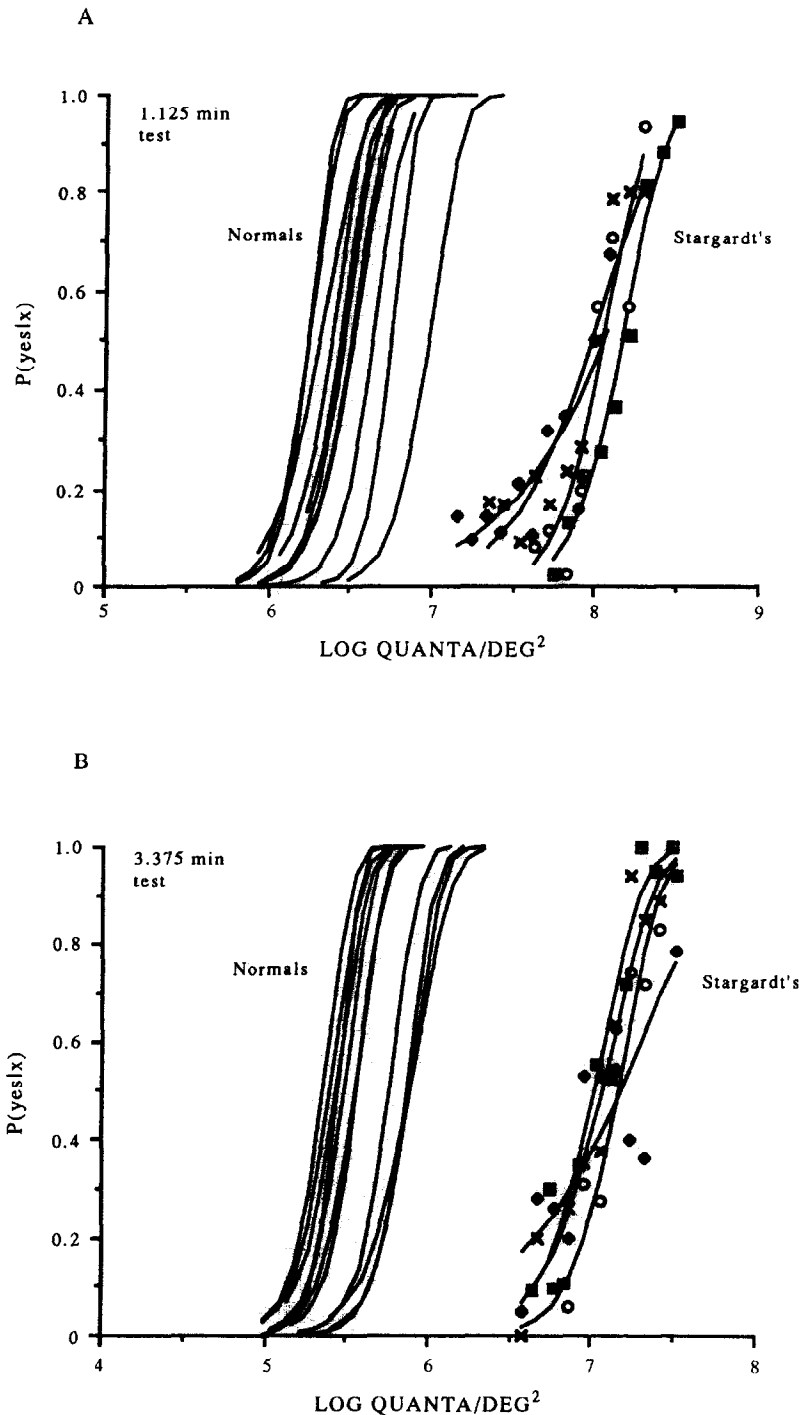 A
1.0
0.8
0.6
0.4
0.2
0
1.125 min
test
Normals
Stargardt's
P(yes|x)
5 6 7 8 9
LOG QUANTA/DEG²
B
1.0
0.8
0.6
0.4
0.2
0
3.375 min
test
Normals
Stargardt's
P(yes|x)
4 5 6 7 8
LOG QUANTA/DEG²